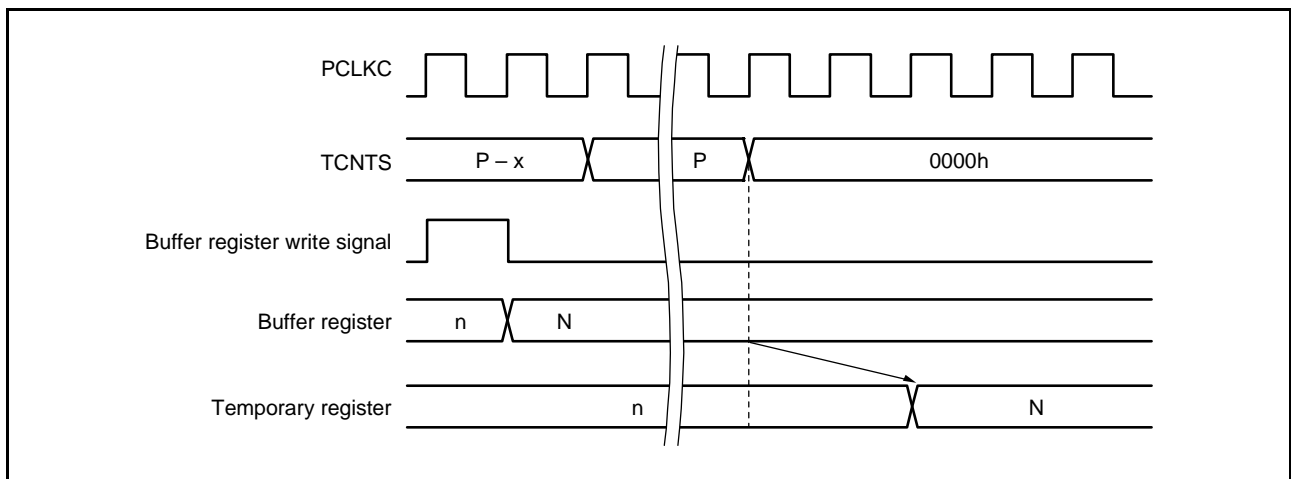 PCLKC
TCNTS
P – x
P
0000h
Buffer register write signal
Buffer register
n
N
Temporary register
n
N